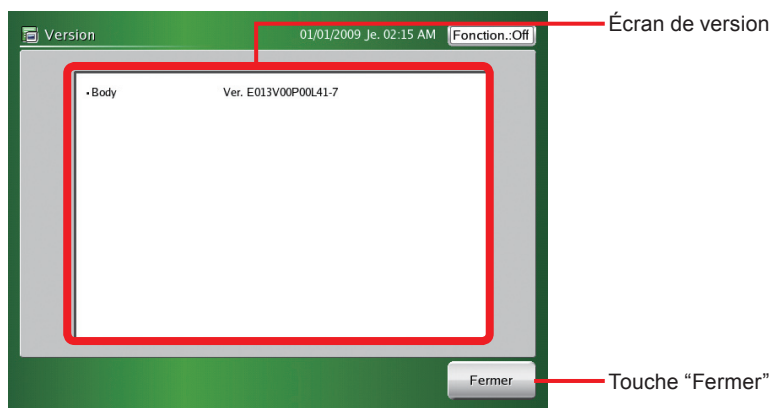 Version 01/01/2009 Je. 02:15 AM Fonction.:Off
Écran de version
• Body Ver. E013V00P00L41-7
Fermer
Touche “Fermer”